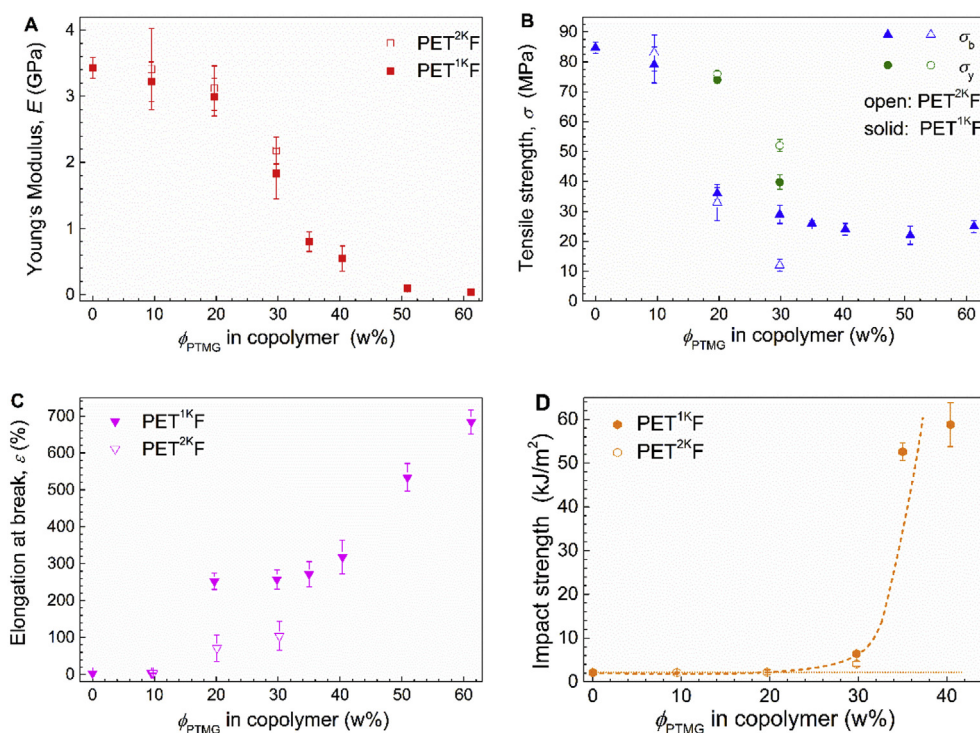 A
PET²ᴷF
PET¹ᴷF
Young's Modulus, E (GPa)
4
3
2
1
0
0 10 20 30 40 50 60
ϕPTMG in copolymer (w%)
B
σb
σy
open: PET²ᴷF
solid: PET¹ᴷF
Tensile strength, σ (MPa)
90
80
70
60
50
40
30
20
10
0
0 10 20 30 40 50 60
ϕPTMG in copolymer (w%)
C
PET¹ᴷF
PET²ᴷF
Elongation at break, ε (%)
700
600
500
400
300
200
100
0
0 10 20 30 40 50 60
ϕPTMG in copolymer (w%)
D
PET¹ᴷF
PET²ᴷF
Impact strength (kJ/m²)
60
50
40
30
20
10
0
0 10 20 30 40
ϕPTMG in copolymer (w%)